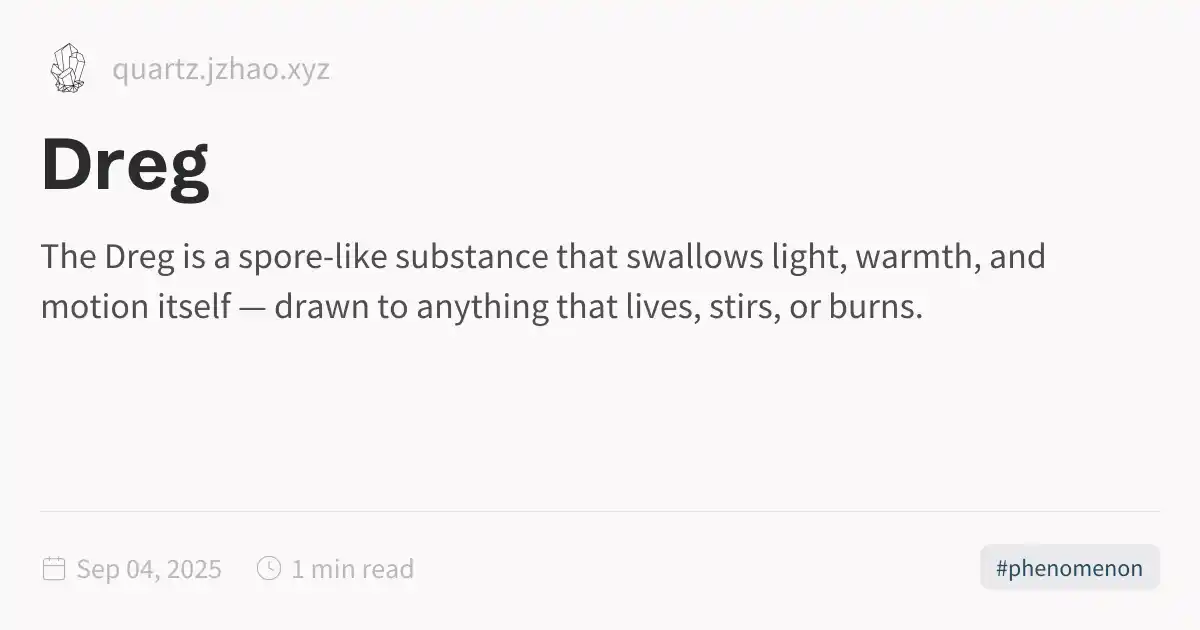 quartz.jzhao.xyz
Dreg
The Dreg is a spore-like substance that swallows light, warmth, and
motion itself — drawn to anything that lives, stirs, or burns.
Sep 04, 2025 1 min read #phenomenon